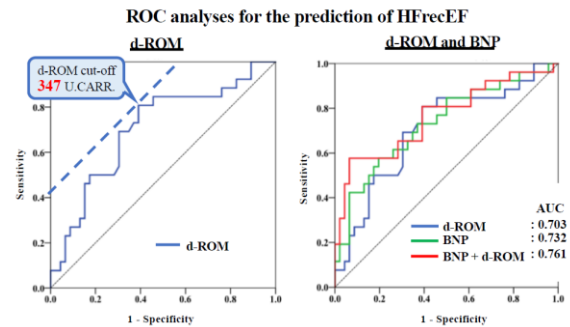 ROC analyses for the prediction of HFrecEF
d-ROM
d-ROM cut-off
347 U.CARR.
Sensitivity
0.8
0.6
0.4
0.2
0.0
0.0 0.2 0.4 0.6 0.8 1.0
1 - Specificity
d-ROM
d-ROM and BNP
Sensitivity
1.0
0.8
0.6
0.4
0.2
0.0
0.0 0.2 0.4 0.6 0.8 1.0
1 - Specificity
AUC
d-ROM : 0.703
BNP : 0.732
BNP + d-ROM : 0.761